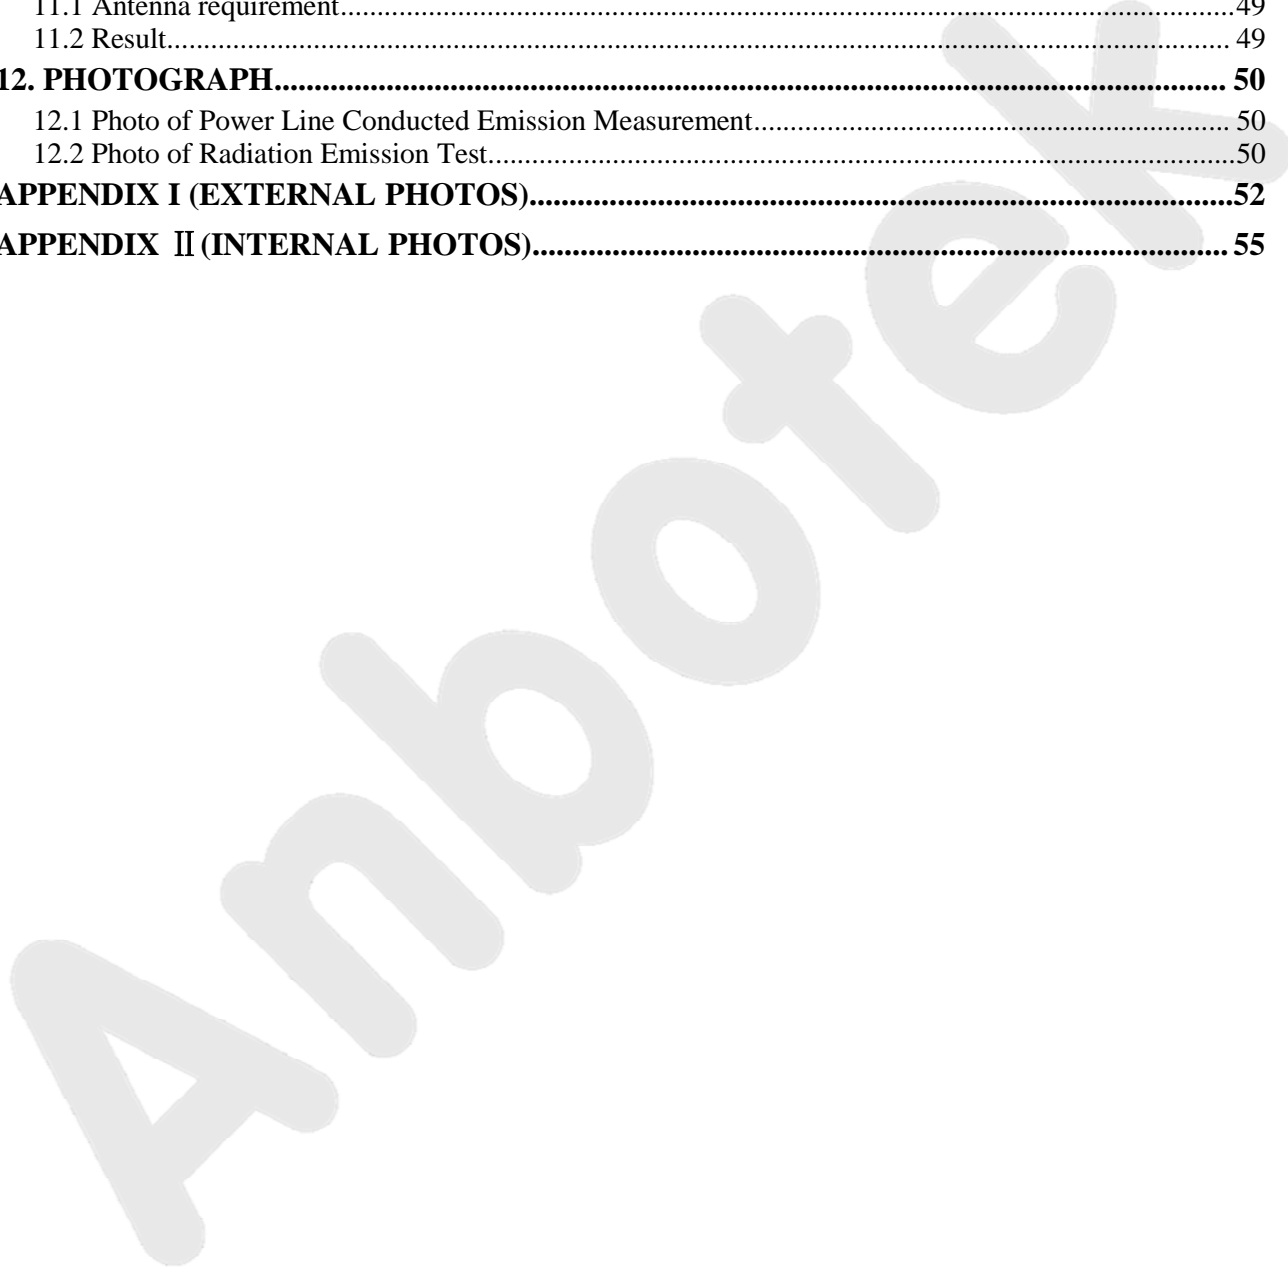 11.1 Antenna requirement....................49
11.2 Result.................... 49
12. PHOTOGRAPH.................... 50
12.1 Photo of Power Line Conducted Emission Measurement.................... 50
12.2 Photo of Radiation Emission Test....................50
APPENDIX I (EXTERNAL PHOTOS)....................52
APPENDIX Ⅱ (INTERNAL PHOTOS).................... 55
Anbotek